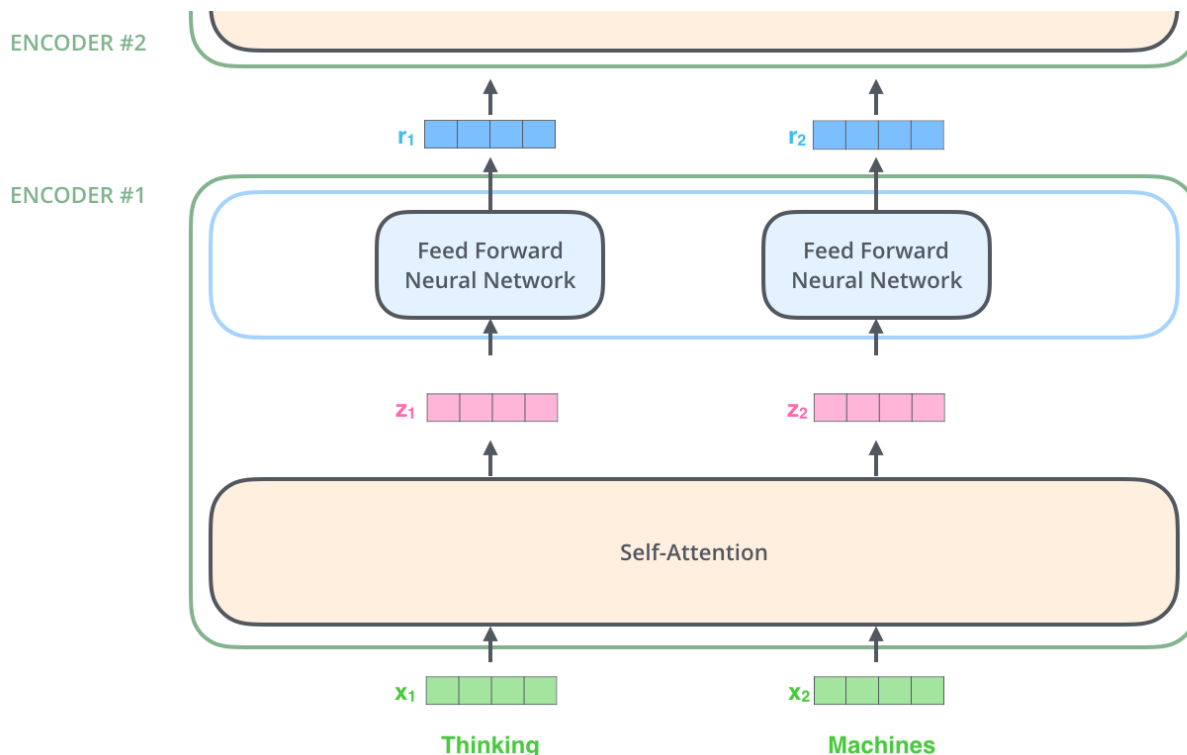 ENCODER #2
r₁ r₂
ENCODER #1
Feed Forward
Neural Network
Feed Forward
Neural Network
z₁ z₂
Self-Attention
x₁ x₂
Thinking Machines